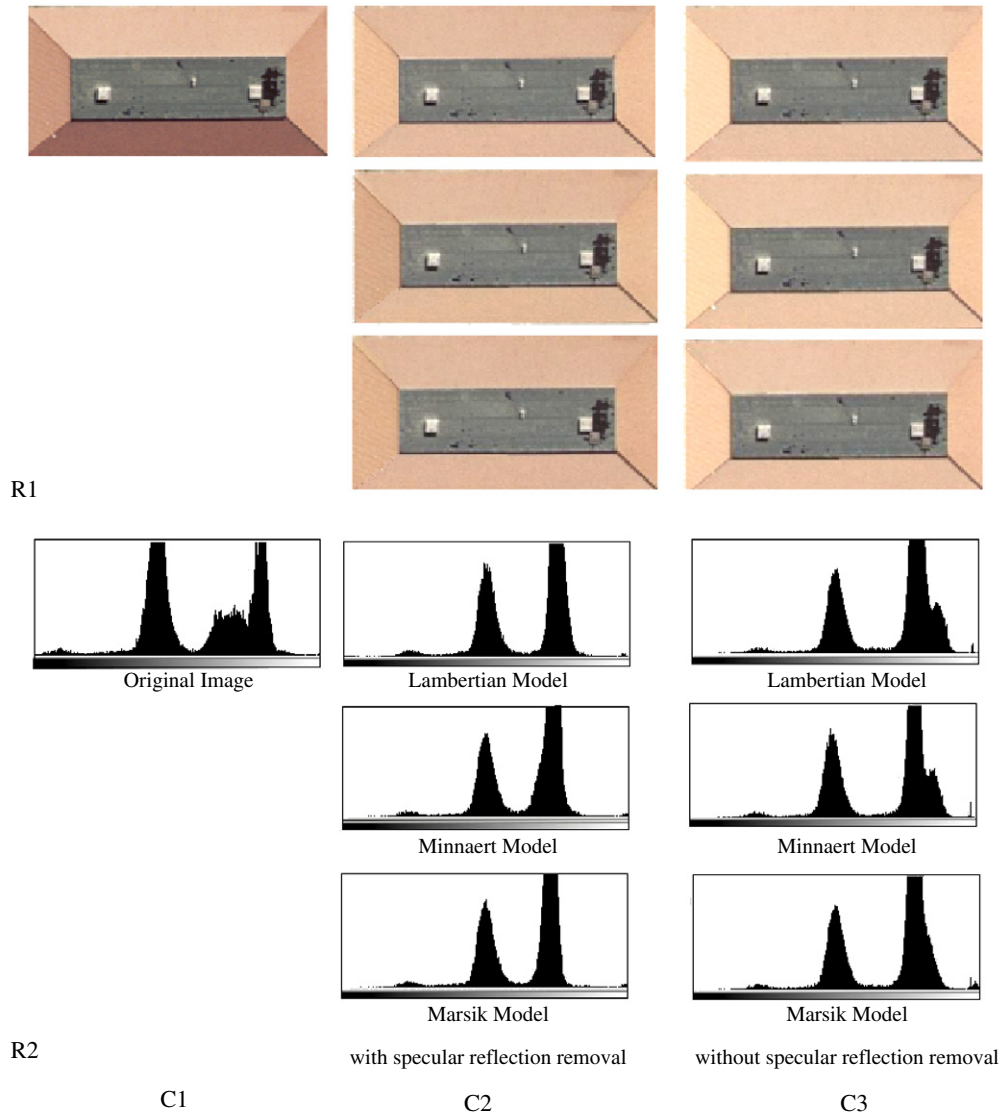 R1
Original Image
Lambertian Model
Lambertian Model
Minnaert Model
Minnaert Model
Marsik Model
Marsik Model
R2
with specular reflection removal
without specular reflection removal
C1
C2
C3